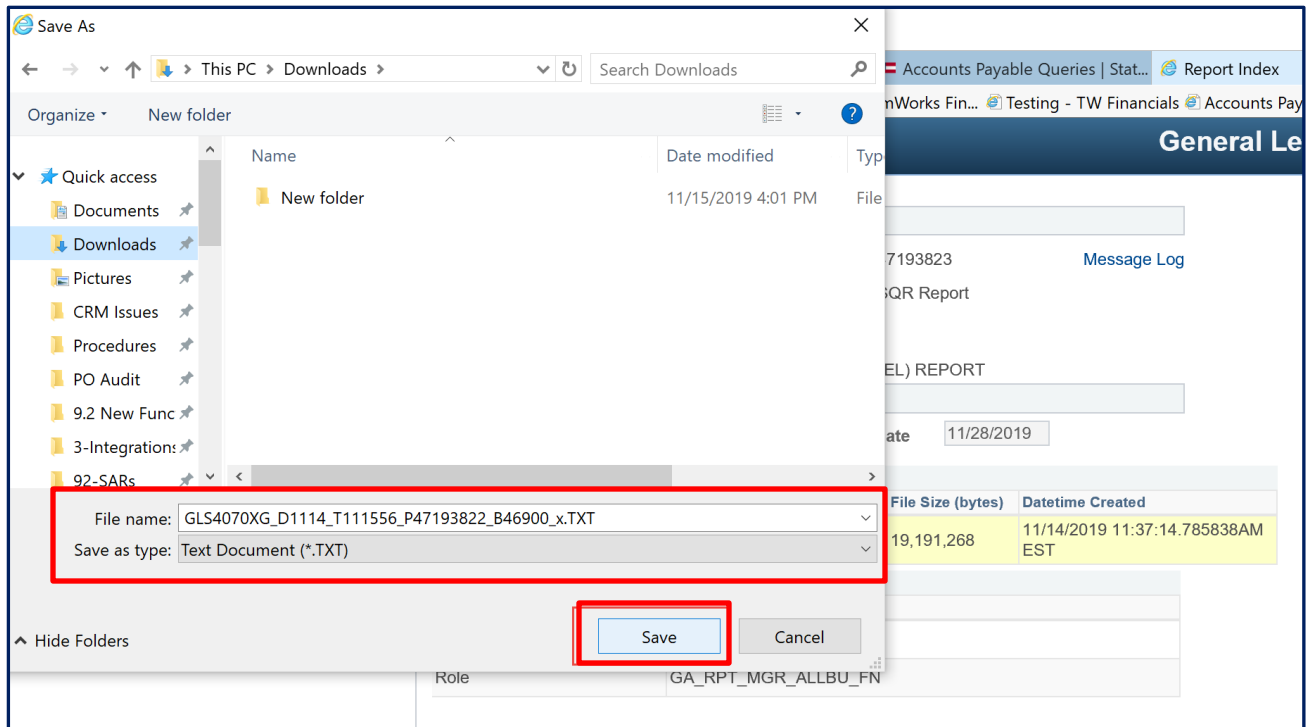 Save As
This PC > Downloads >
Search Downloads
Accounts Payable Queries | Stat...
Report Index
Organize
New folder
?
mWorks Fin...
Testing - TW Financials
Accounts Pay
General Le
Name
Date modified
Typ
Quick access
New folder
11/15/2019 4:01 PM
File
Documents
Downloads
7193823
Message Log
Pictures
SQR Report
CRM Issues
Procedures
EL) REPORT
PO Audit
9.2 New Func
3-Integrations
ate
11/28/2019
92-SARs
File name:
GLS4070XG_D1114_T111556_P47193822_B46900_x.TXT
File Size (bytes)
Datetime Created
Save as type:
Text Document (*.TXT)
19,191,268
11/14/2019 11:37:14.785838AM
EST
Hide Folders
Save
Cancel
Role
GA_RPT_MGR_ALLBU_FN